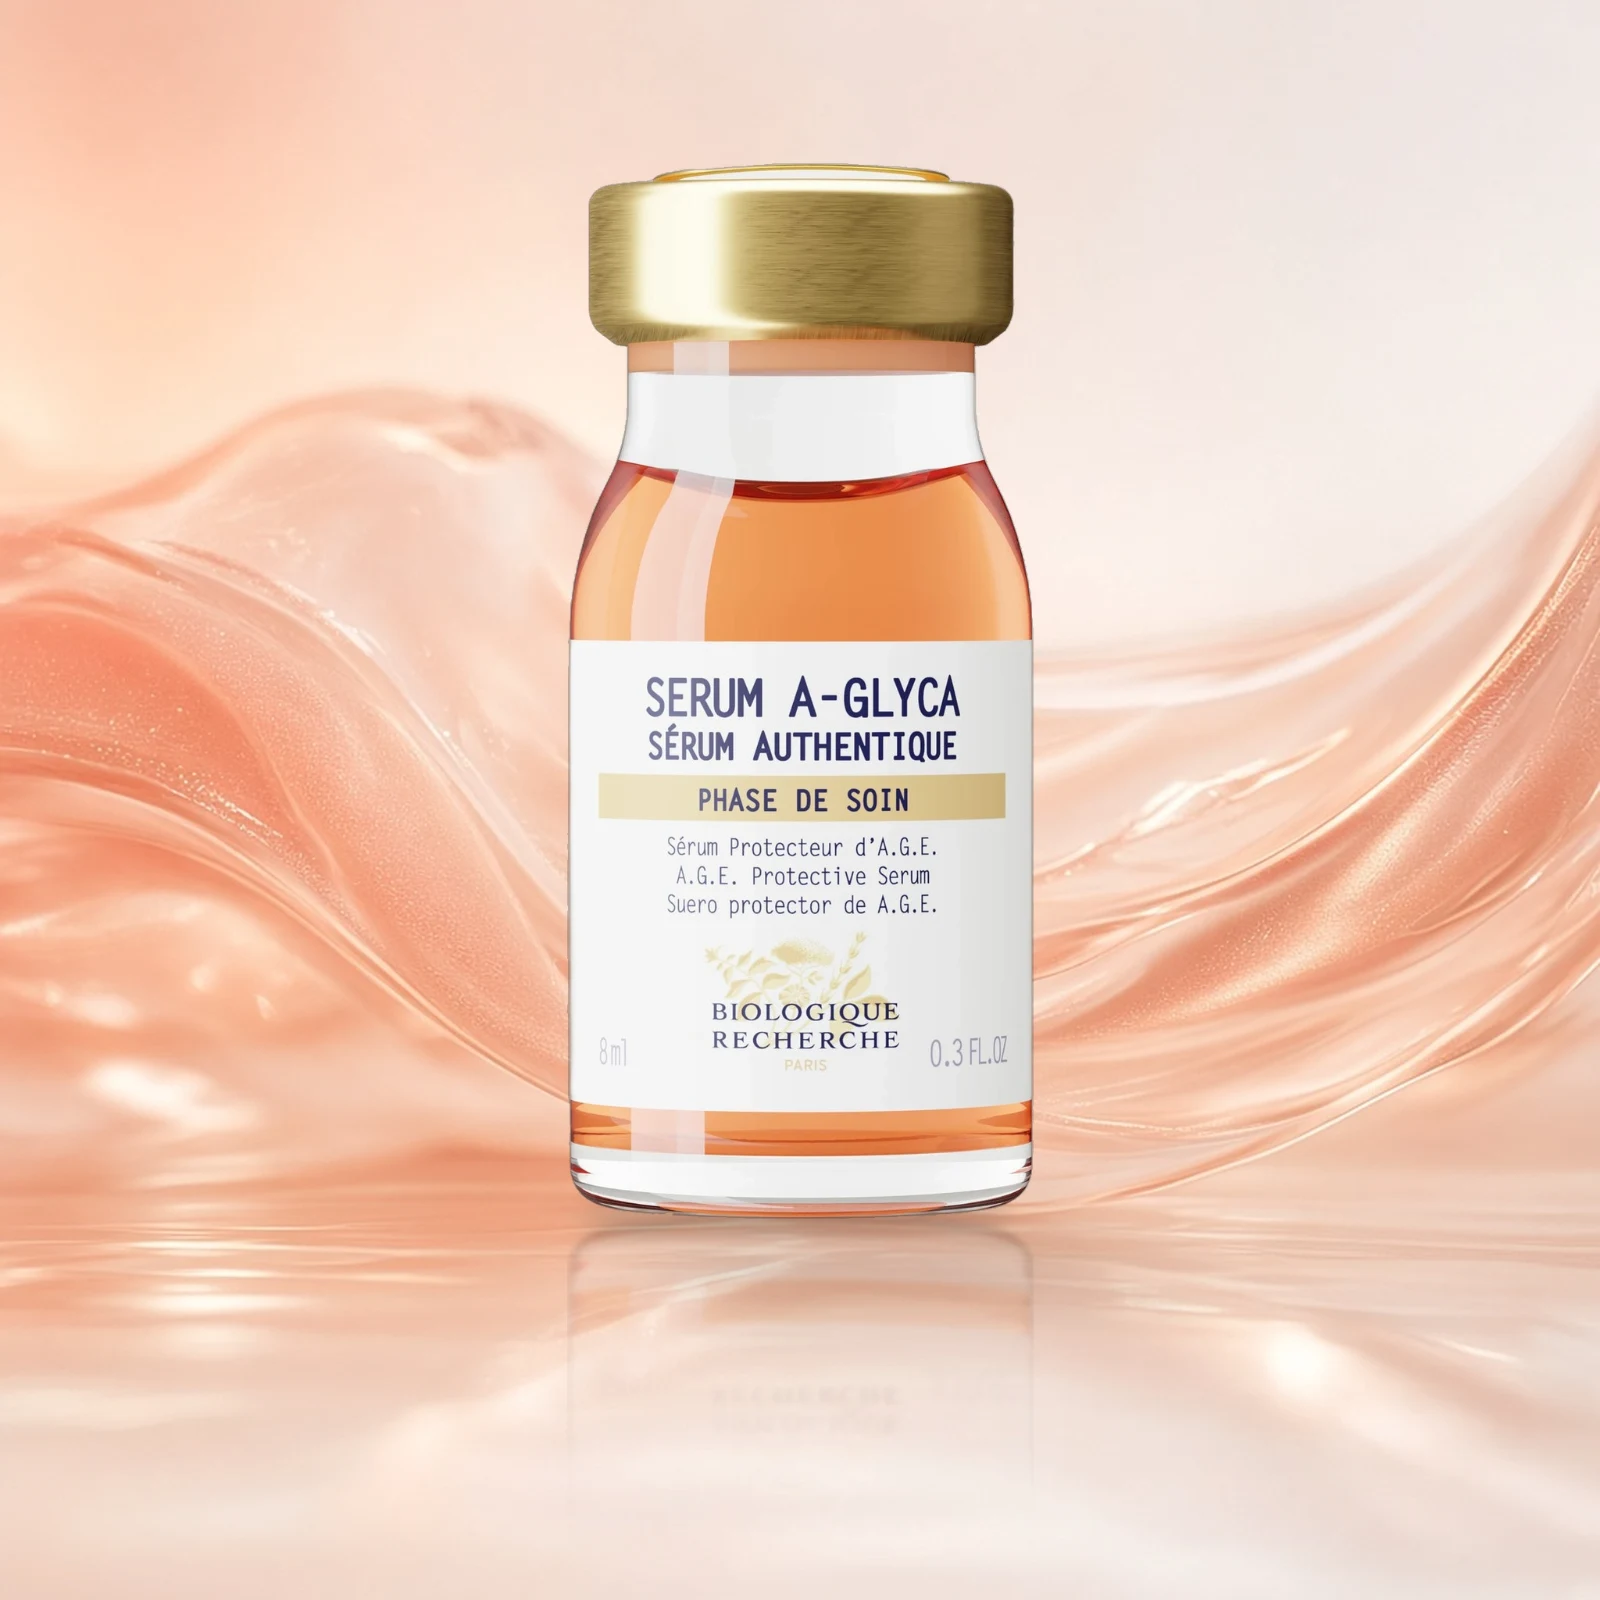 SERUM A-GLYCA
SÉRUM AUTHENTIQUE
PHASE DE SOIN
Sérum Protecteur d'A.G.E.
A.G.E. Protective Serum
Suero protector de A.G.E.
BIOLOGIQUE
RECHERCHE
PARIS
8ml
0.3 FL.OZ